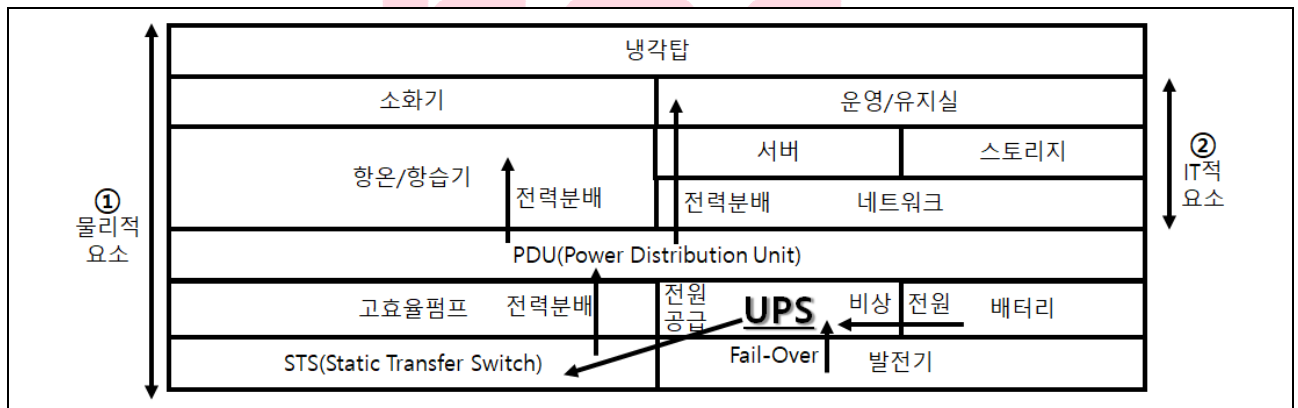 냉각탑
소화기
운영/유지실
서버
스토리지
②
IT적
요소
①
물리적
요소
항온/항습기
전력분배
전력분배
네트워크
PDU(Power Distribution Unit)
고효율펌프
전력분배
전원
공급
UPS
비상
전원
배터리
STS(Static Transfer Switch)
Fail-Over
발전기